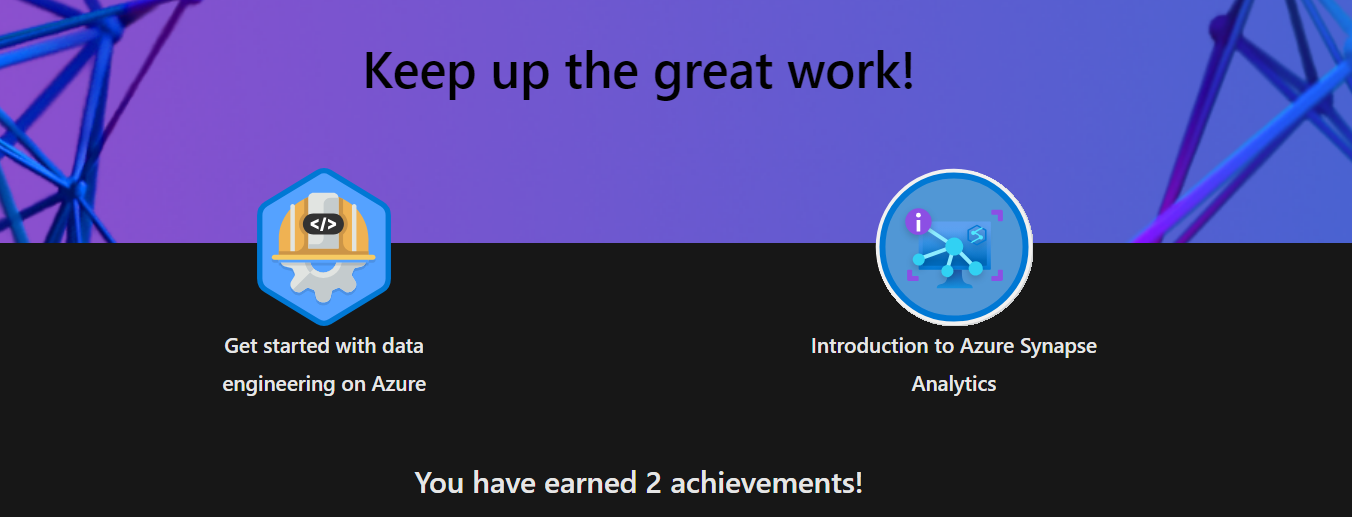 Keep up the great work!
</>
i
Get started with data
engineering on Azure
Introduction to Azure Synapse
Analytics
You have earned 2 achievements!